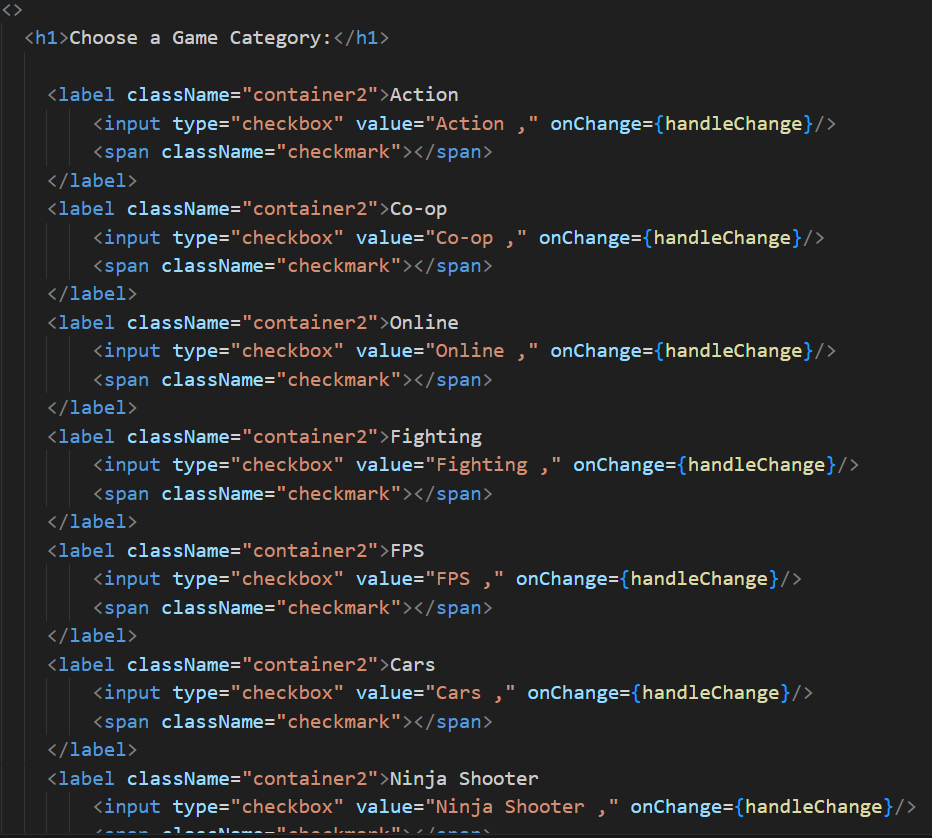 <>
<h1>Choose a Game Category:</h1>
<label className="container2">Action
<input type="checkbox" value="Action ," onChange={handleChange}/>
<span className="checkmark"></span>
</label>
<label className="container2">Co-op
<input type="checkbox" value="Co-op ," onChange={handleChange}/>
<span className="checkmark"></span>
</label>
<label className="container2">Online
<input type="checkbox" value="Online ," onChange={handleChange}/>
<span className="checkmark"></span>
</label>
<label className="container2">Fighting
<input type="checkbox" value="Fighting ," onChange={handleChange}/>
<span className="checkmark"></span>
</label>
<label className="container2">FPS
<input type="checkbox" value="FPS ," onChange={handleChange}/>
<span className="checkmark"></span>
</label>
<label className="container2">Cars
<input type="checkbox" value="Cars ," onChange={handleChange}/>
<span className="checkmark"></span>
</label>
<label className="container2">Ninja Shooter
<input type="checkbox" value="Ninja Shooter ," onChange={handleChange}/>